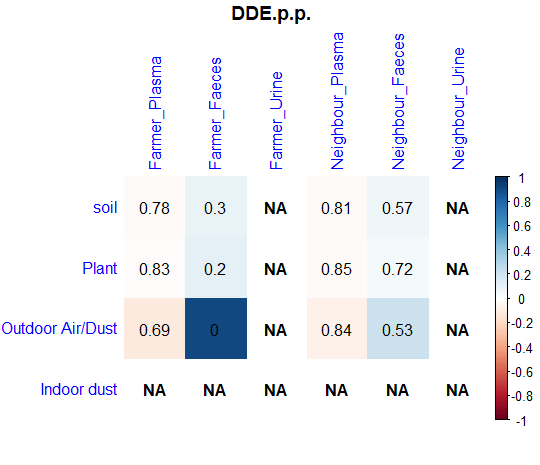 DDE.p.p.
Farmer_Plasma
Farmer_Faeces
Farmer_Urine
Neighbour_Plasma
Neighbour_Faeces
Neighbour_Urine
soil 0.78 0.3 NA 0.81 0.57 NA
Plant 0.83 0.2 NA 0.85 0.72 NA
Outdoor Air/Dust 0.69 0 NA 0.84 0.53 NA
Indoor dust NA NA NA NA NA NA
1
0.8
0.6
0.4
0.2
0
-0.2
-0.4
-0.6
-0.8
-1